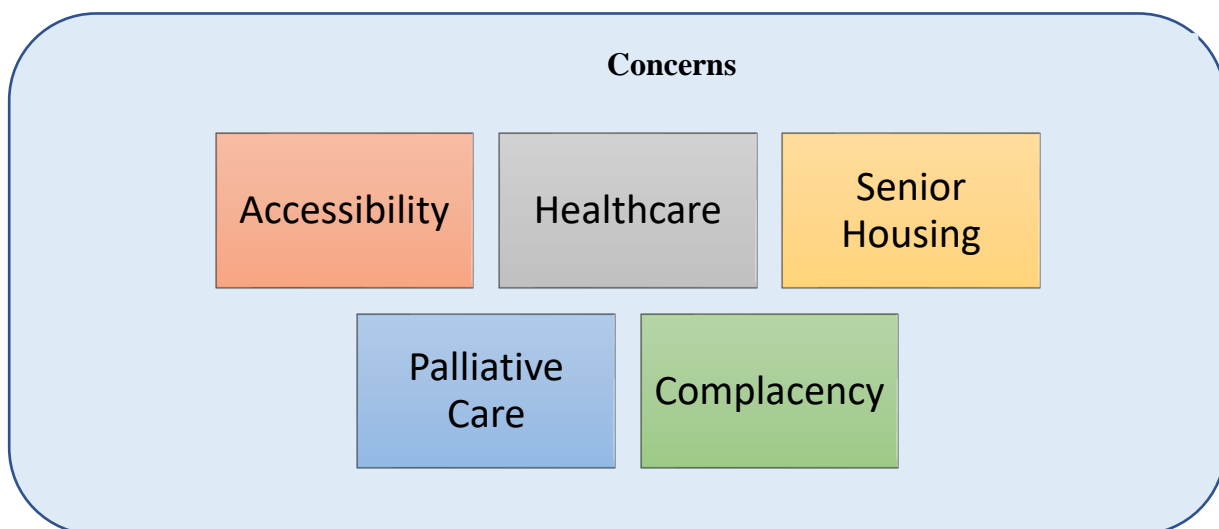 Concerns
Accessibility
Healthcare
Senior
Housing
Palliative
Care
Complacency